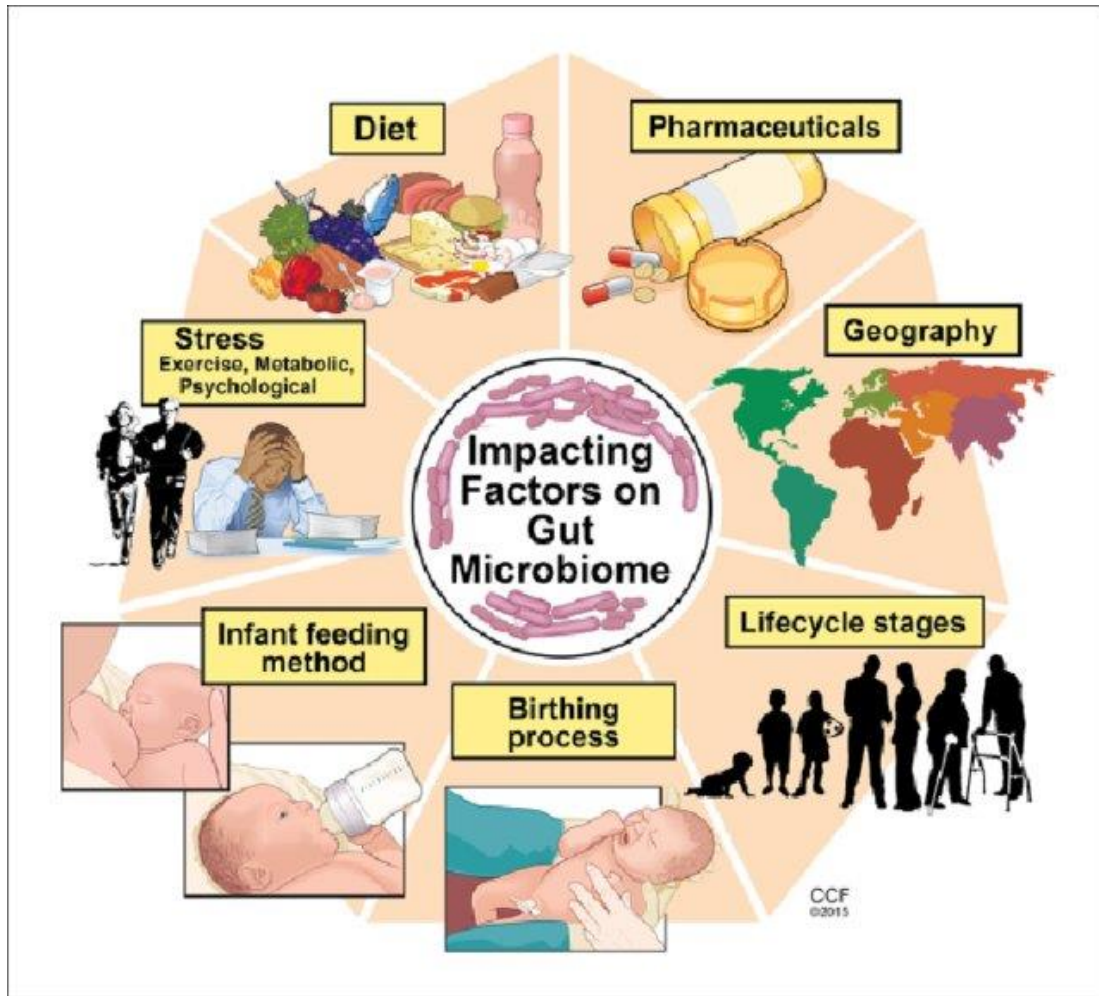 Diet
Pharmaceuticals
Stress
Exercise, Metabolic,
Psychological
Geography
Impacting
Factors on
Gut
Microbiome
Infant feeding
method
Birthing
process
Lifecycle stages
CCF
©2015